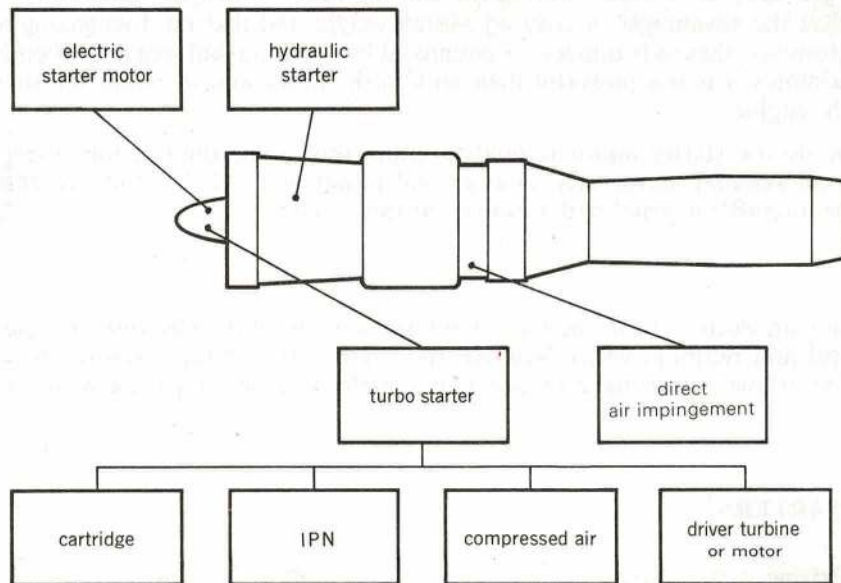 electric
starter motor
hydraulic
starter
turbo starter
direct
air impingement
cartridge
IPN
compressed air
driver turbine
or motor